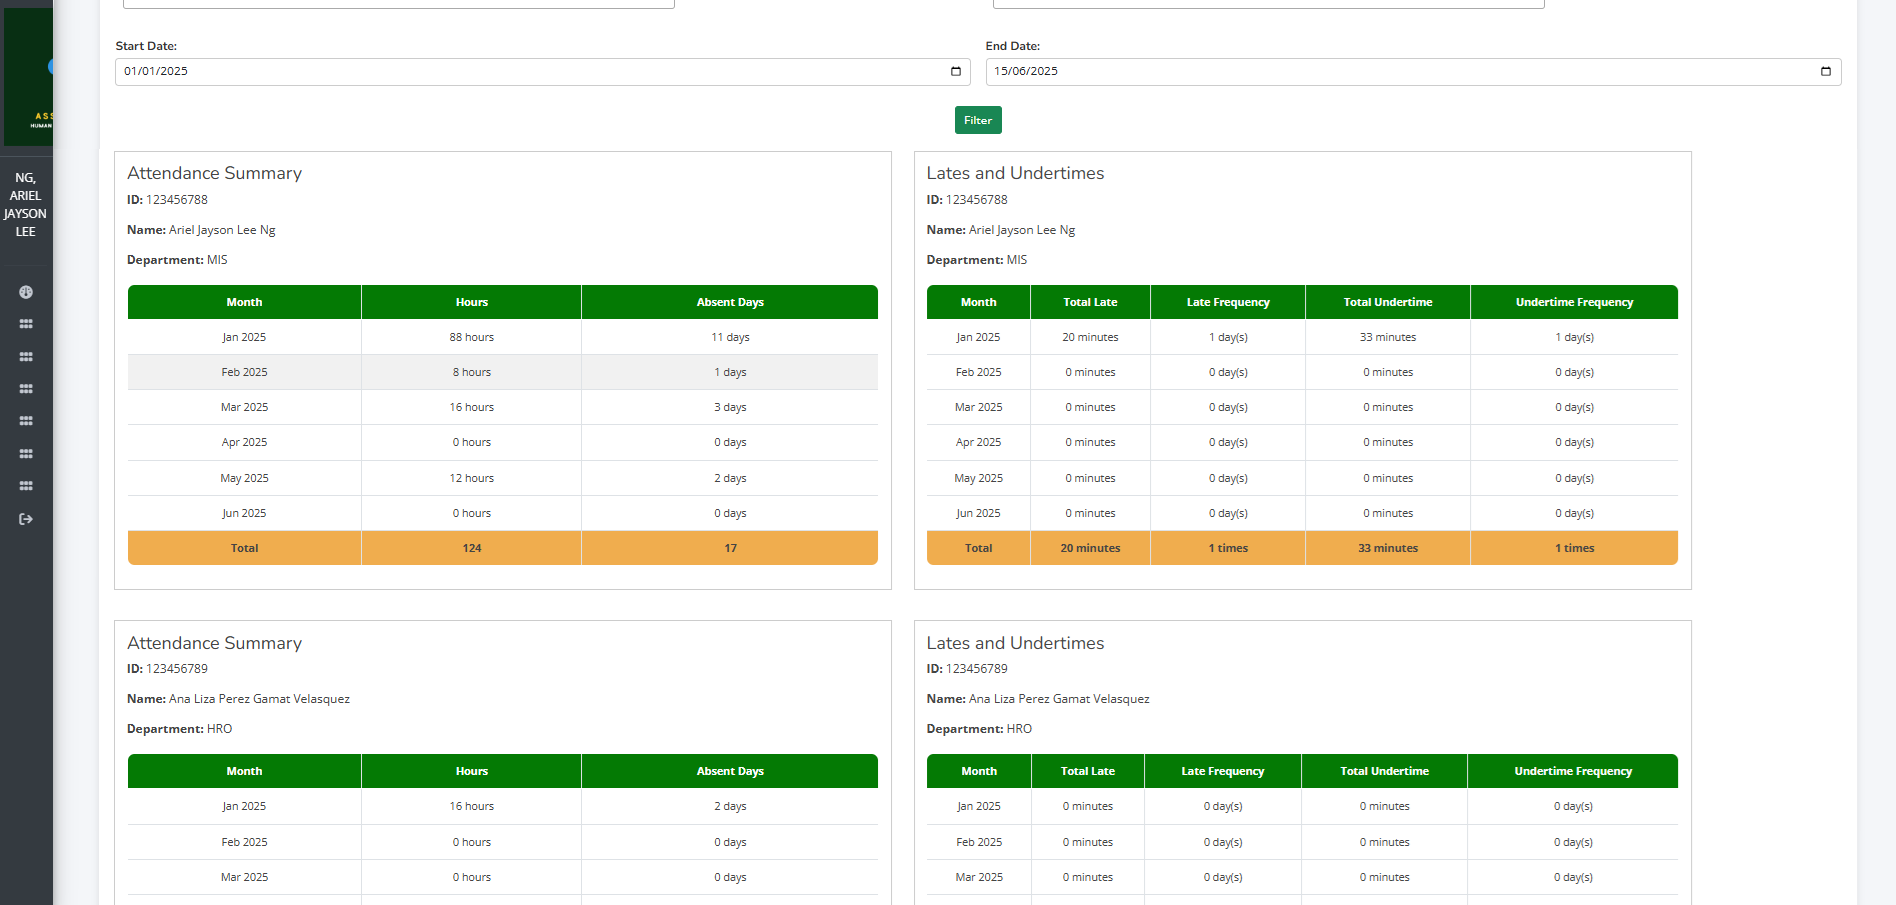 Start Date:
End Date:
01/01/2025
15/06/2025
Filter
NG,
ARIEL
JAYSON
LEE
Attendance Summary
ID: 123456788
Name: Ariel Jayson Lee Ng
Department: MIS
Month Hours Absent Days
Jan 2025 88 hours 11 days
Feb 2025 8 hours 1 days
Mar 2025 16 hours 3 days
Apr 2025 0 hours 0 days
May 2025 12 hours 2 days
Jun 2025 0 hours 0 days
Total 124 17
Lates and Undertimes
ID: 123456788
Name: Ariel Jayson Lee Ng
Department: MIS
Month Total Late Late Frequency Total Undertime Undertime Frequency
Jan 2025 20 minutes 1 day(s) 33 minutes 1 day(s)
Feb 2025 0 minutes 0 day(s) 0 minutes 0 day(s)
Mar 2025 0 minutes 0 day(s) 0 minutes 0 day(s)
Apr 2025 0 minutes 0 day(s) 0 minutes 0 day(s)
May 2025 0 minutes 0 day(s) 0 minutes 0 day(s)
Jun 2025 0 minutes 0 day(s) 0 minutes 0 day(s)
Total 20 minutes 1 times 33 minutes 1 times
Attendance Summary
ID: 123456789
Name: Ana Liza Perez Gamat Velasquez
Department: HRO
Month Hours Absent Days
Jan 2025 16 hours 2 days
Feb 2025 0 hours 0 days
Mar 2025 0 hours 0 days
Lates and Undertimes
ID: 123456789
Name: Ana Liza Perez Gamat Velasquez
Department: HRO
Month Total Late Late Frequency Total Undertime Undertime Frequency
Jan 2025 0 minutes 0 day(s) 0 minutes 0 day(s)
Feb 2025 0 minutes 0 day(s) 0 minutes 0 day(s)
Mar 2025 0 minutes 0 day(s) 0 minutes 0 day(s)